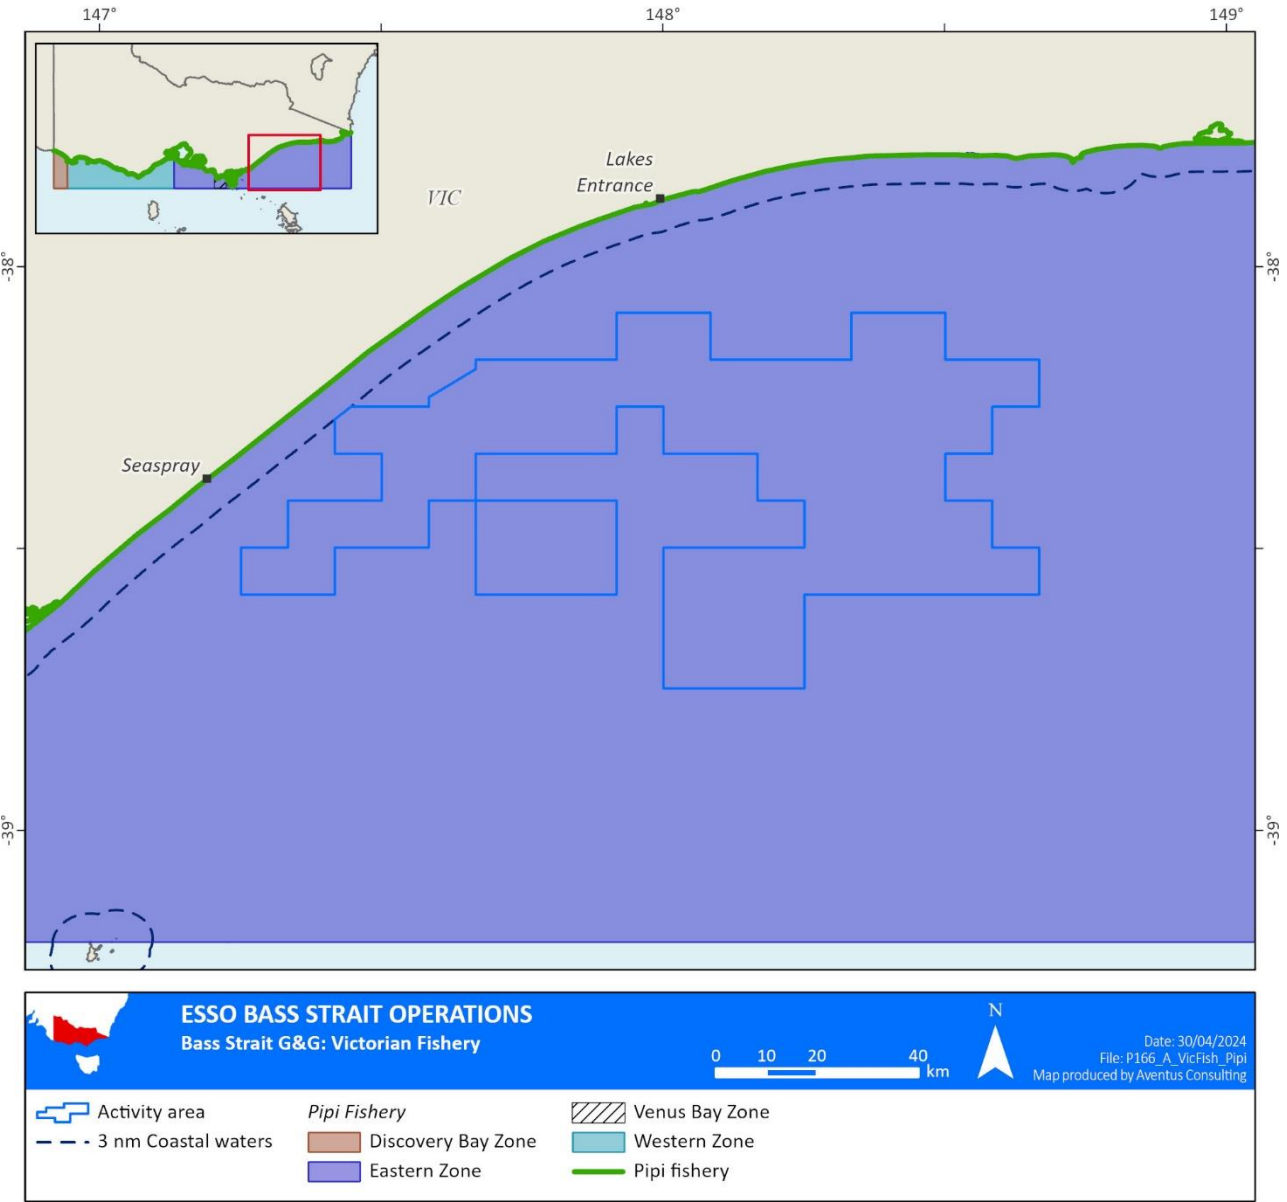 147°
148°
149°
VIC
Lakes
Entrance
Seaspray
-38°
-38°
-39°
-39°
ESSO BASS STRAIT OPERATIONS
Bass Strait G&G: Victorian Fishery
0 10 20 40
km
N
Date: 30/04/2024
File: P166_A_VicFish_Pipi
Map produced by Aventus Consulting
Activity area
3 nm Coastal waters
Pipi Fishery
Discovery Bay Zone
Eastern Zone
Venus Bay Zone
Western Zone
Pipi fishery